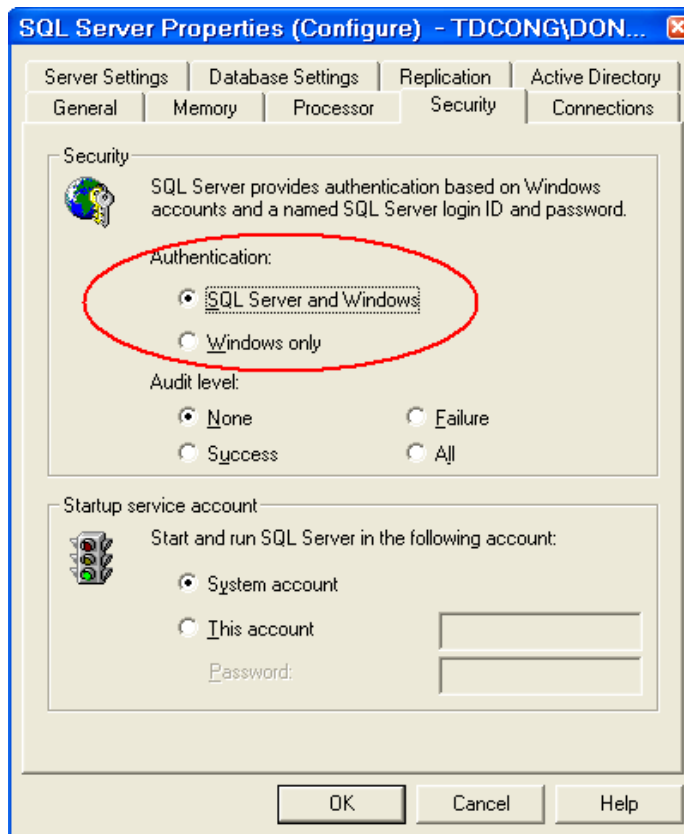 SQL Server Properties (Configure) - TDCONG\DON...
Server Settings
Database Settings
Replication
Active Directory
General
Memory
Processor
Security
Connections
Security
SQL Server provides authentication based on Windows
accounts and a named SQL Server login ID and password.
Authentication:
SQL Server and Windows
Windows only
Audit level:
None
Failure
Success
All
Startup service account
Start and run SQL Server in the following account:
System account
This account
Password:
OK
Cancel
Help